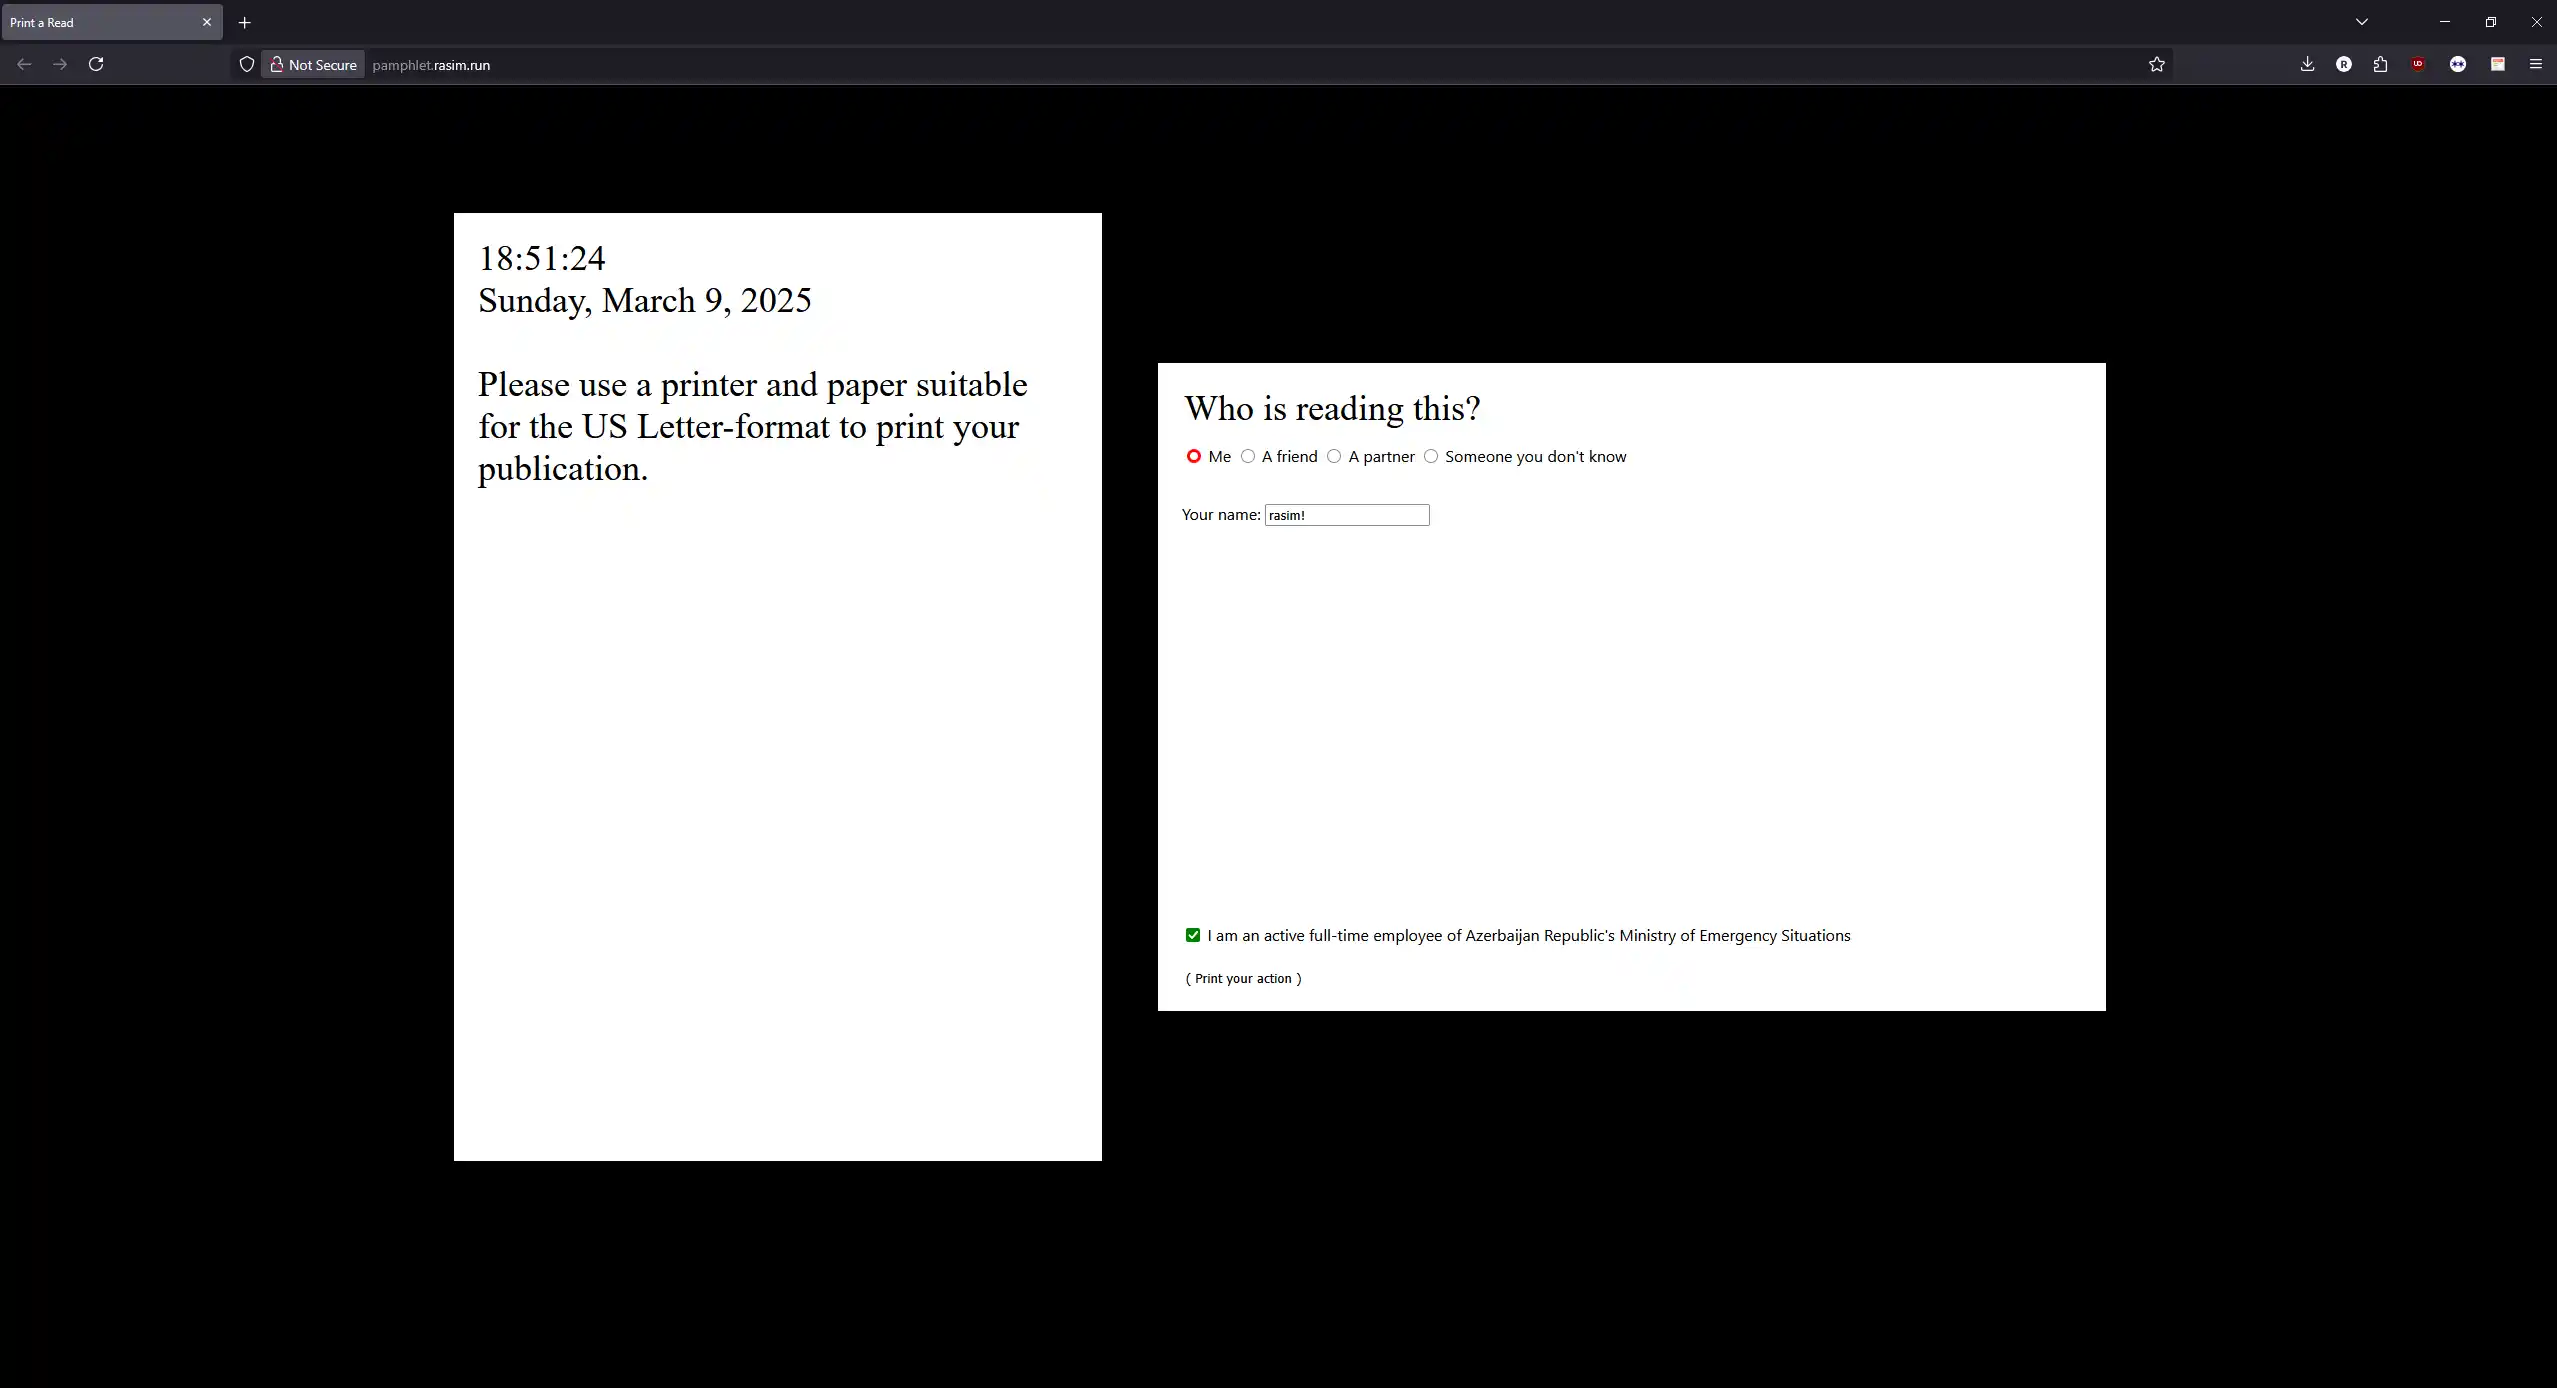 Print a Read
Not Secure pamphlet.rasim.run
R
18:51:24
Sunday, March 9, 2025
Please use a printer and paper suitable
for the US Letter-format to print your
publication.
Who is reading this?
Me A friend A partner Someone you don't know
Your name: rasim!
I am an active full-time employee of Azerbaijan Republic's Ministry of Emergency Situations
( Print your action )